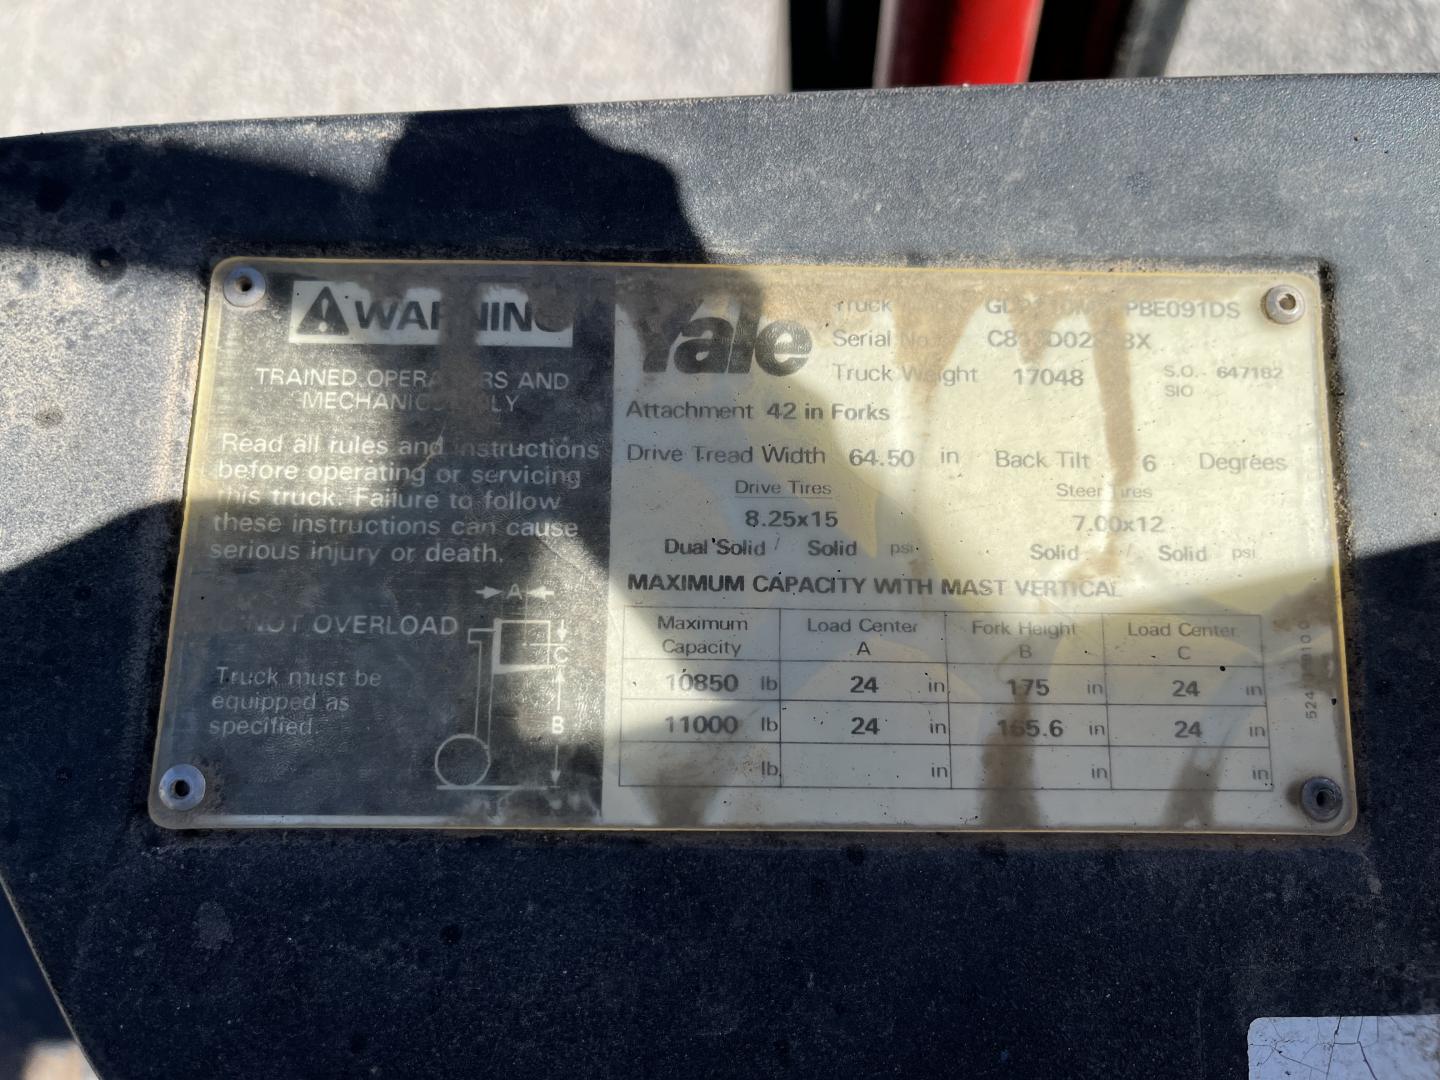 WARNING
TRAINED OPERATORS AND
MECHANICS ONLY
Read all rules and instructions
before operating or servicing
this truck. Failure to follow
these instructions can cause
serious injury or death.
A
DO NOT OVERLOAD
C
Truck must be
equipped as
specified.
B
Yale
Truck
Serial No.
Truck Weight 17048 S.O.- 647182
SIO
Attachment 42 in Forks
Drive Tread Width 64.50 in Back Tilt 6 Degrees
Drive Tires Steer Tires
8.25x15 7.00x12
Dual Solid / Solid psi Solid / Solid psi
MAXIMUM CAPACITY WITH MAST VERTICAL
Maximum Load Center Fork Height Load Center
Capacity A B C
10850 lb 24 in 175 in 24 in
11000 lb 24 in 165.6 in 24 in
lb in in in